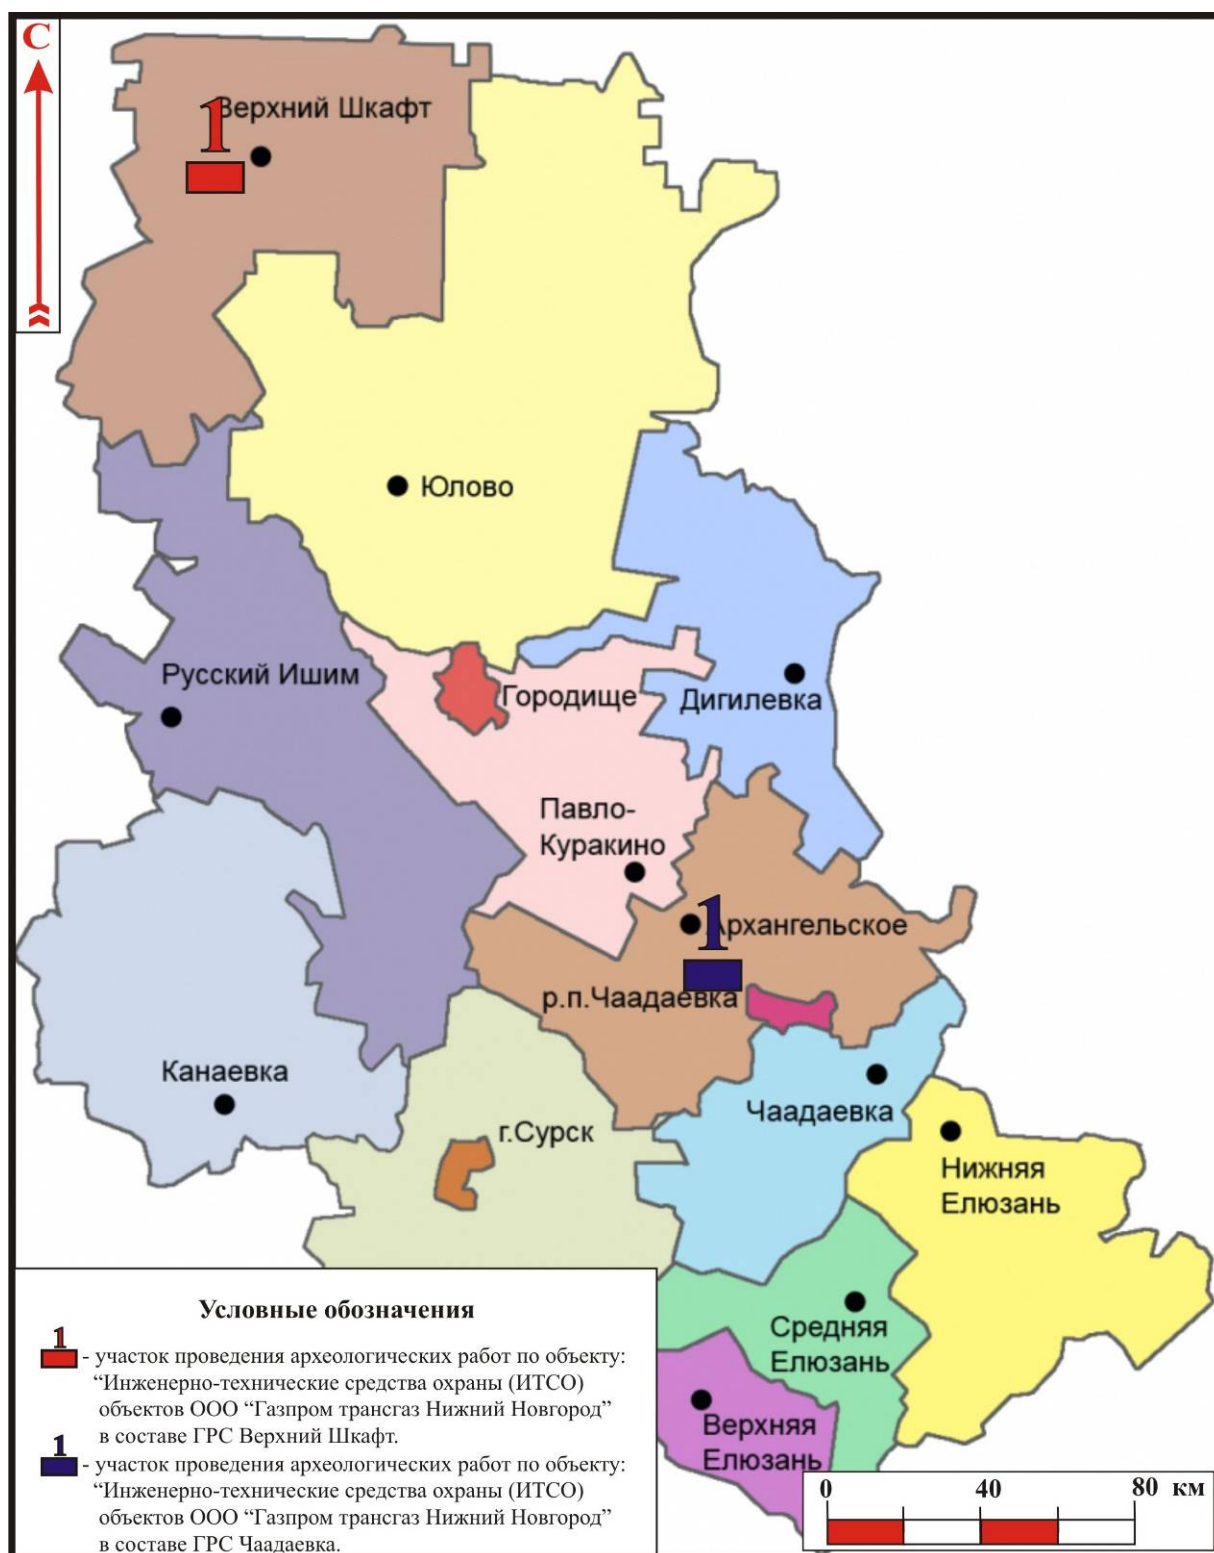 С
1
Верхний Шкафт
Юлово
Русский Ишим
Городище
Дигилевка
Павло-
Куракино
1
Архангельское
р.п.Чаадаевка
Канаевка
Чаадаевка
г.Сурск
Нижняя
Елюзань
Средняя
Елюзань
Верхняя
Елюзань
Условные обозначения
1
- участок проведения археологических работ по объекту:
“Инженерно-технические средства охраны (ИТСО)
объектов ООО “Газпром трансгаз Нижний Новгород”
в составе ГРС Верхний Шкафт.
1
- участок проведения археологических работ по объекту:
“Инженерно-технические средства охраны (ИТСО)
объектов ООО “Газпром трансгаз Нижний Новгород”
в составе ГРС Чаадаевка.
0 40 80 км